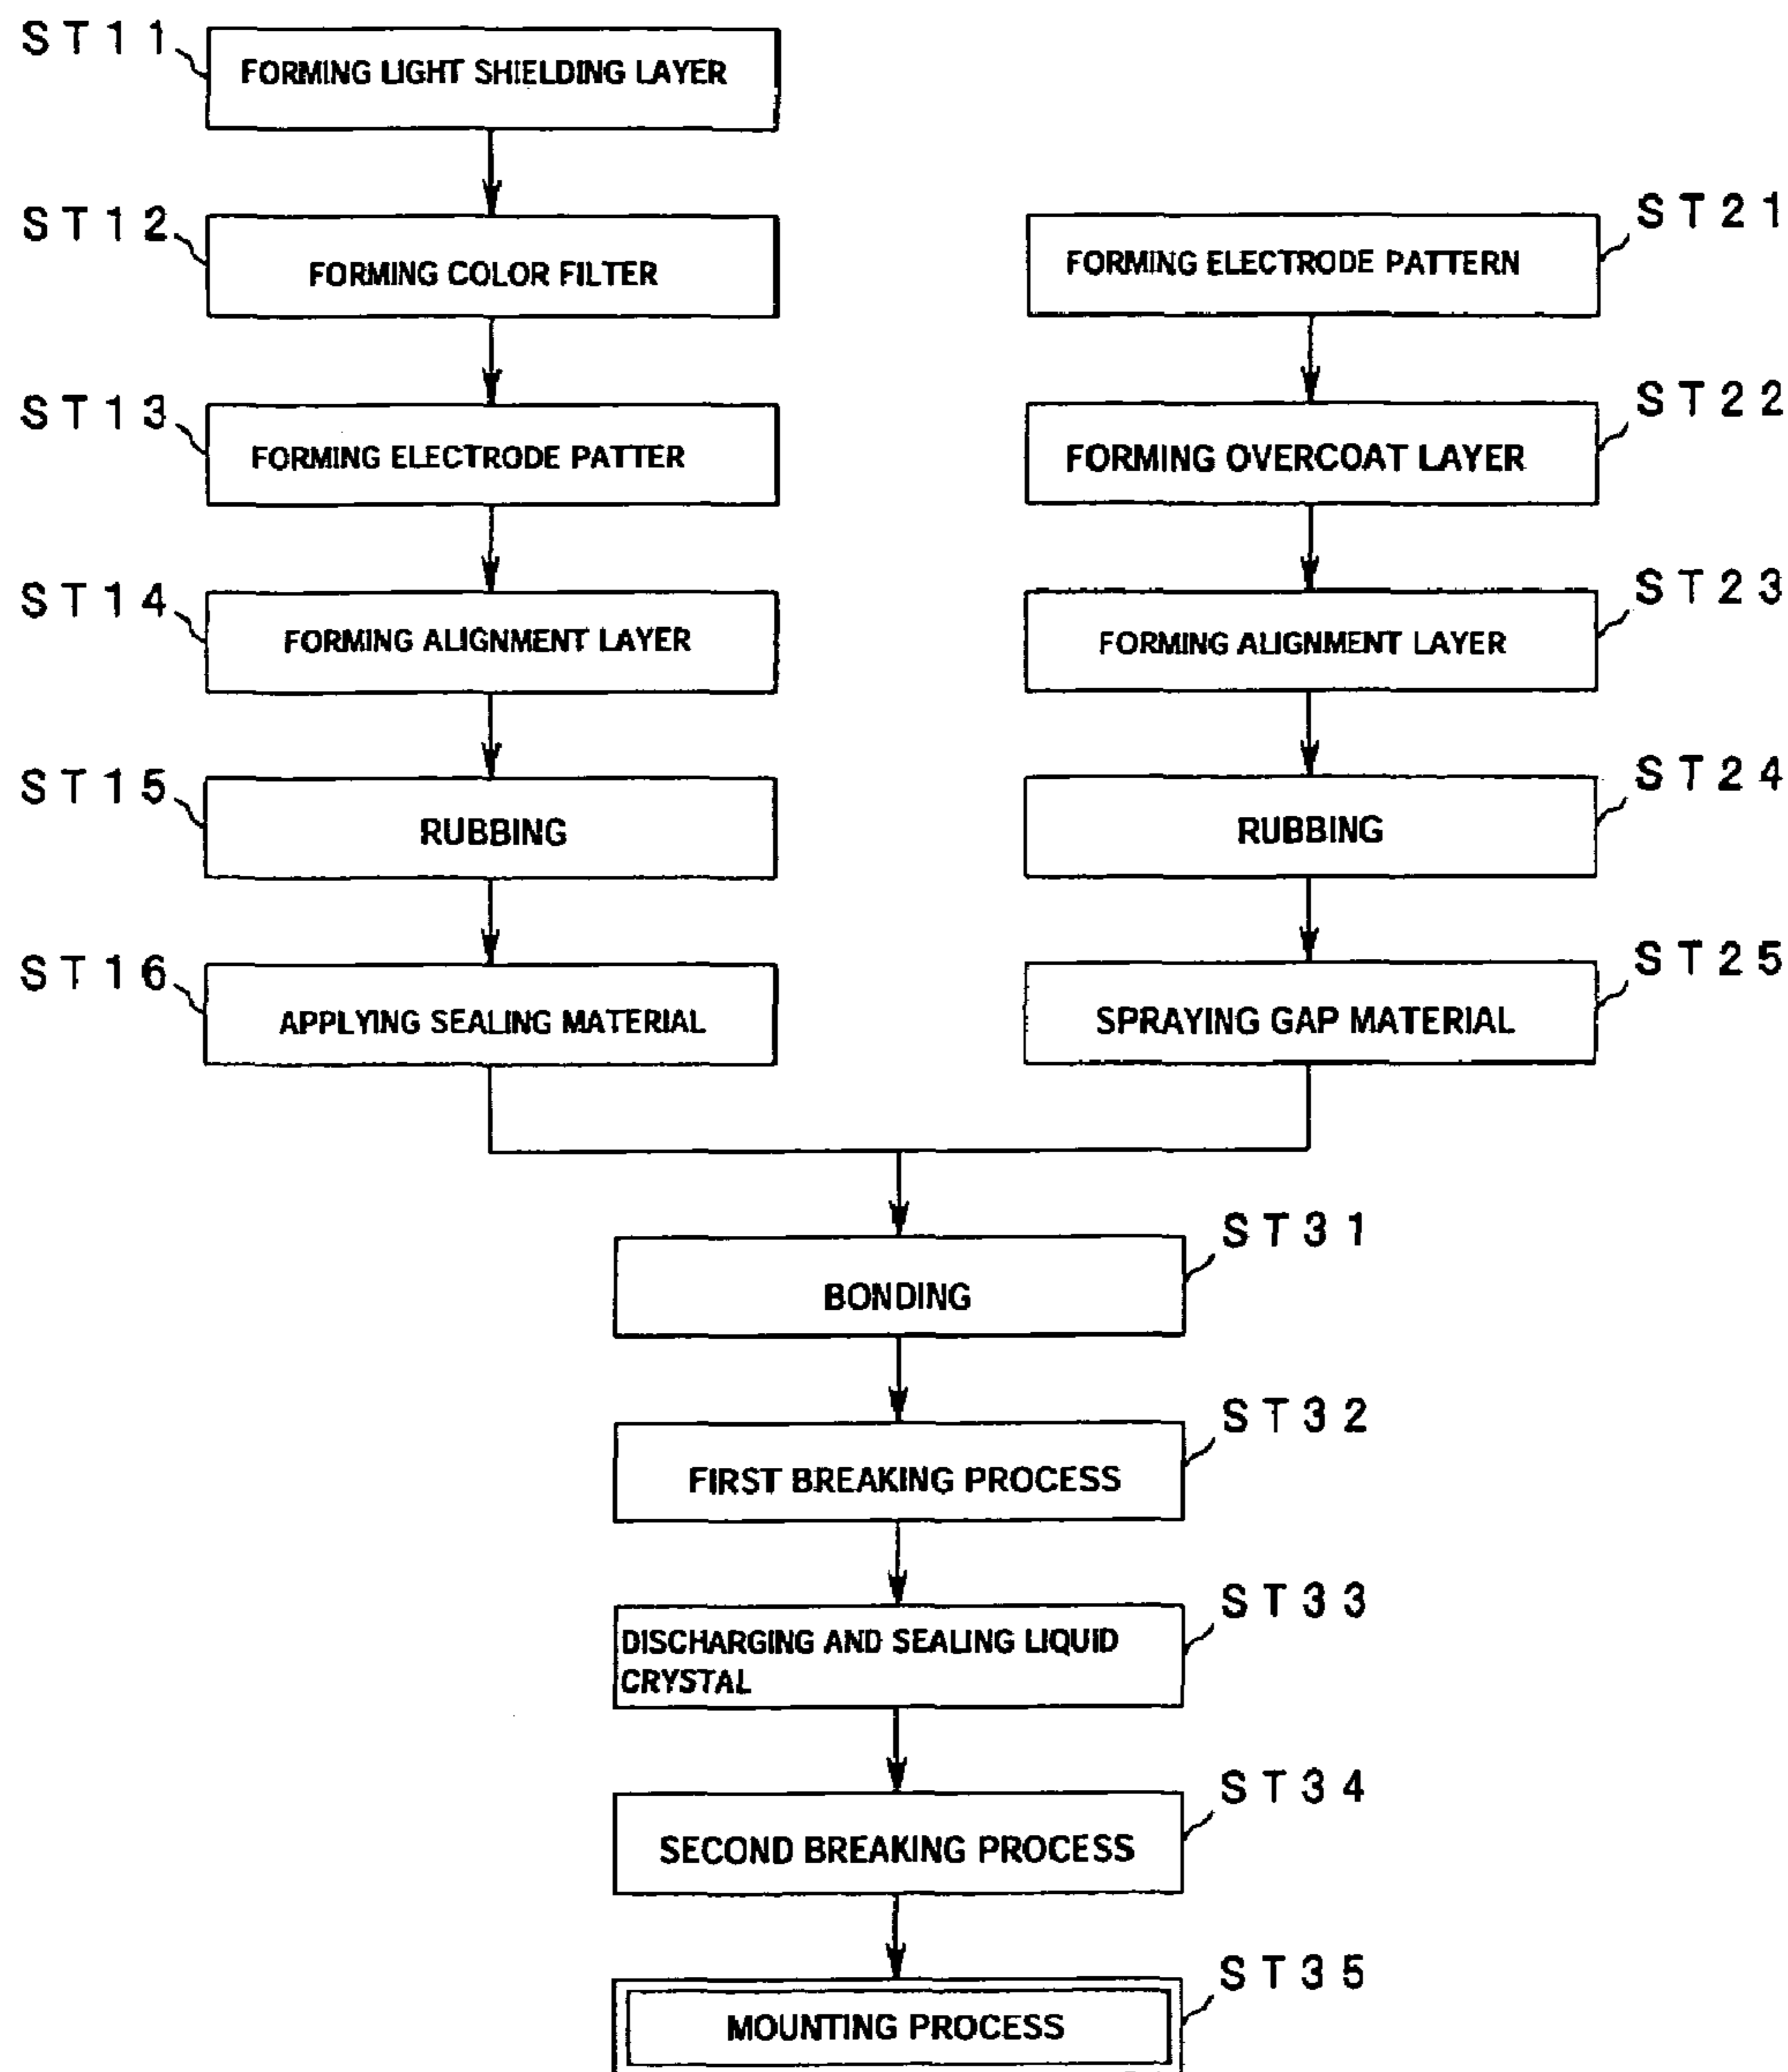 ST11
FORMING LIGHT SHIELDING LAYER
ST12
FORMING COLOR FILTER
ST13
FORMING ELECTRODE PATTER
ST14
FORMING ALIGNMENT LAYER
ST15
RUBBING
ST16
APPLYING SEALING MATERIAL
ST21
FORMING ELECTRODE PATTERN
ST22
FORMING OVERCOAT LAYER
ST23
FORMING ALIGNMENT LAYER
ST24
RUBBING
ST25
SPRAYING GAP MATERIAL
ST31
BONDING
ST32
FIRST BREAKING PROCESS
ST33
DISCHARGING AND SEALING LIQUID
CRYSTAL
ST34
SECOND BREAKING PROCESS
ST35
MOUNTING PROCESS